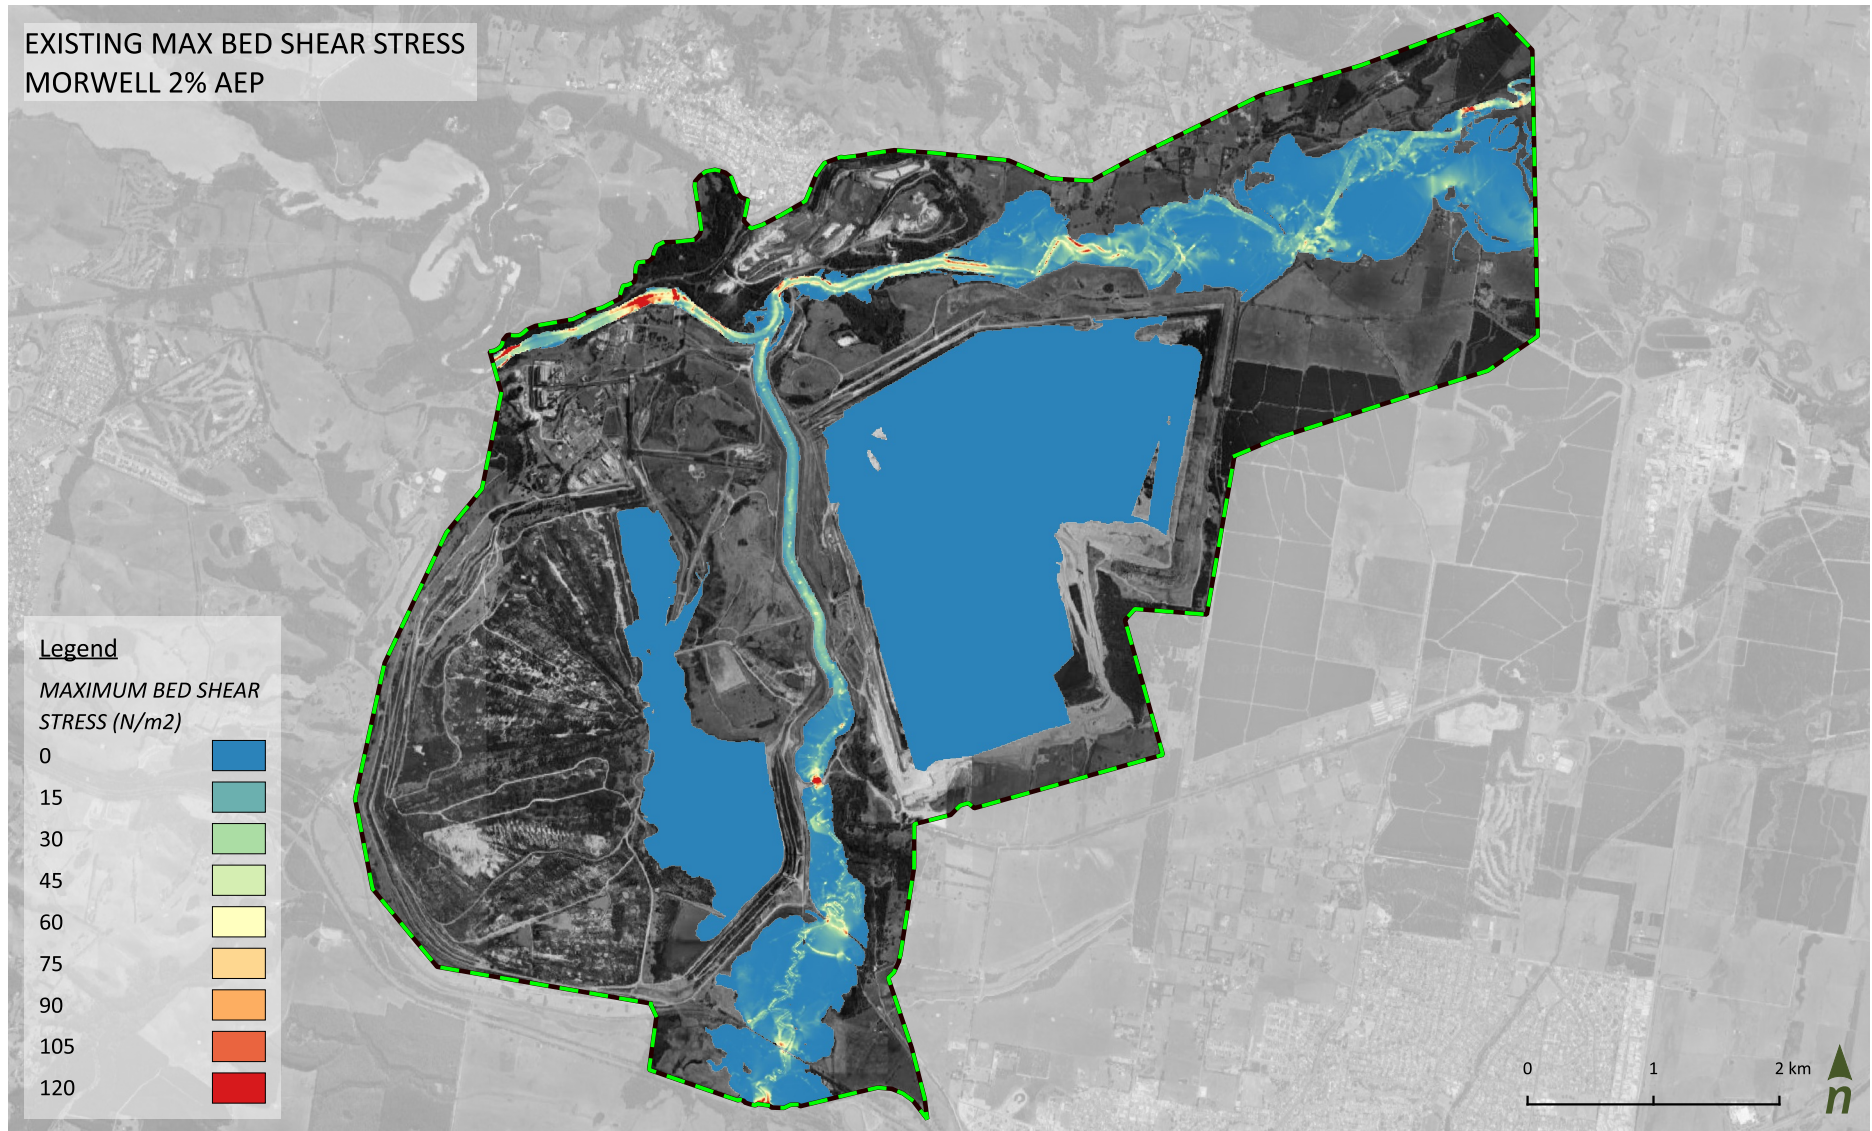 EXISTING MAX BED SHEAR STRESS
MORWELL 2% AEP
Legend
MAXIMUM BED SHEAR
STRESS (N/m2)
0
15
30
45
60
75
90
105
120
0 1 2 km
n